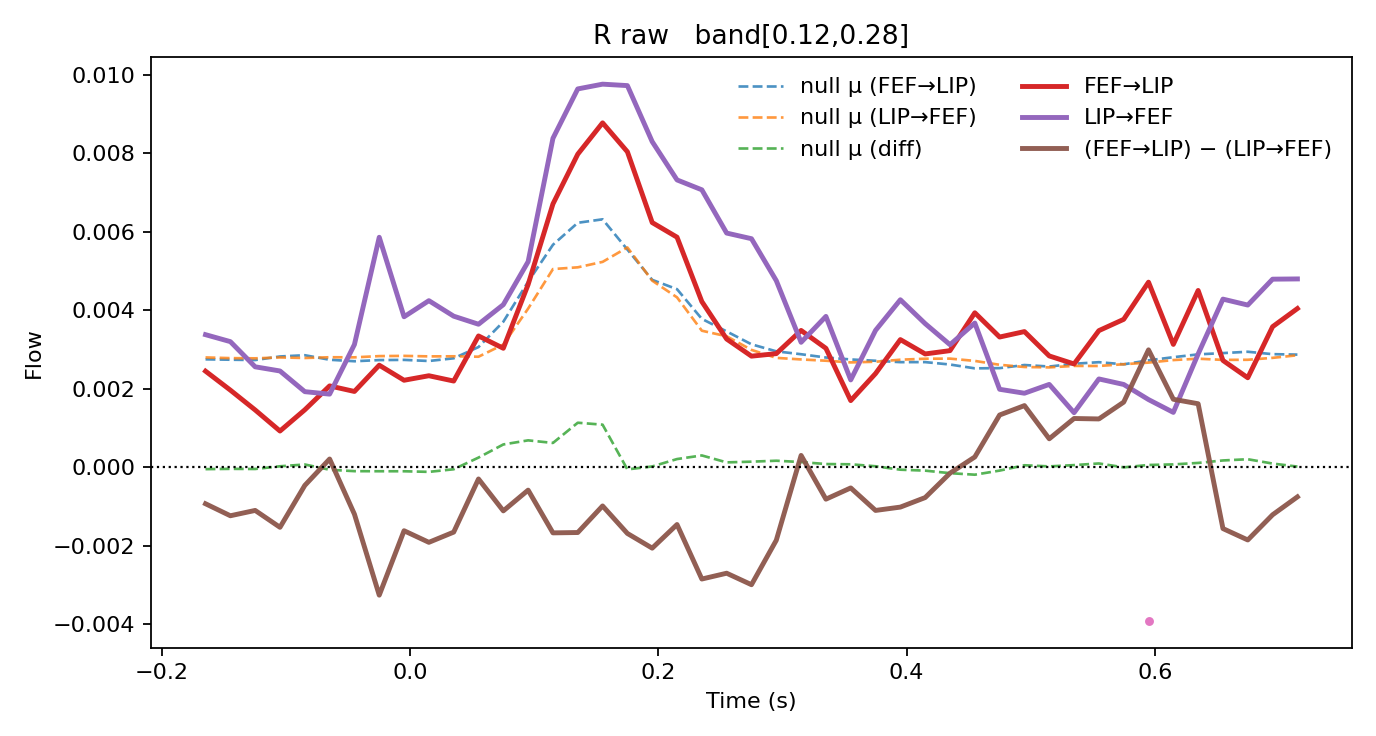 R raw   band[0.12,0.28]
null μ (FEF→LIP)
null μ (LIP→FEF)
null μ (diff)
FEF→LIP
LIP→FEF
(FEF→LIP) − (LIP→FEF)
Flow
0.010
0.008
0.006
0.004
0.002
0.000
−0.002
−0.004
−0.2
0.0
0.2
0.4
0.6
Time (s)